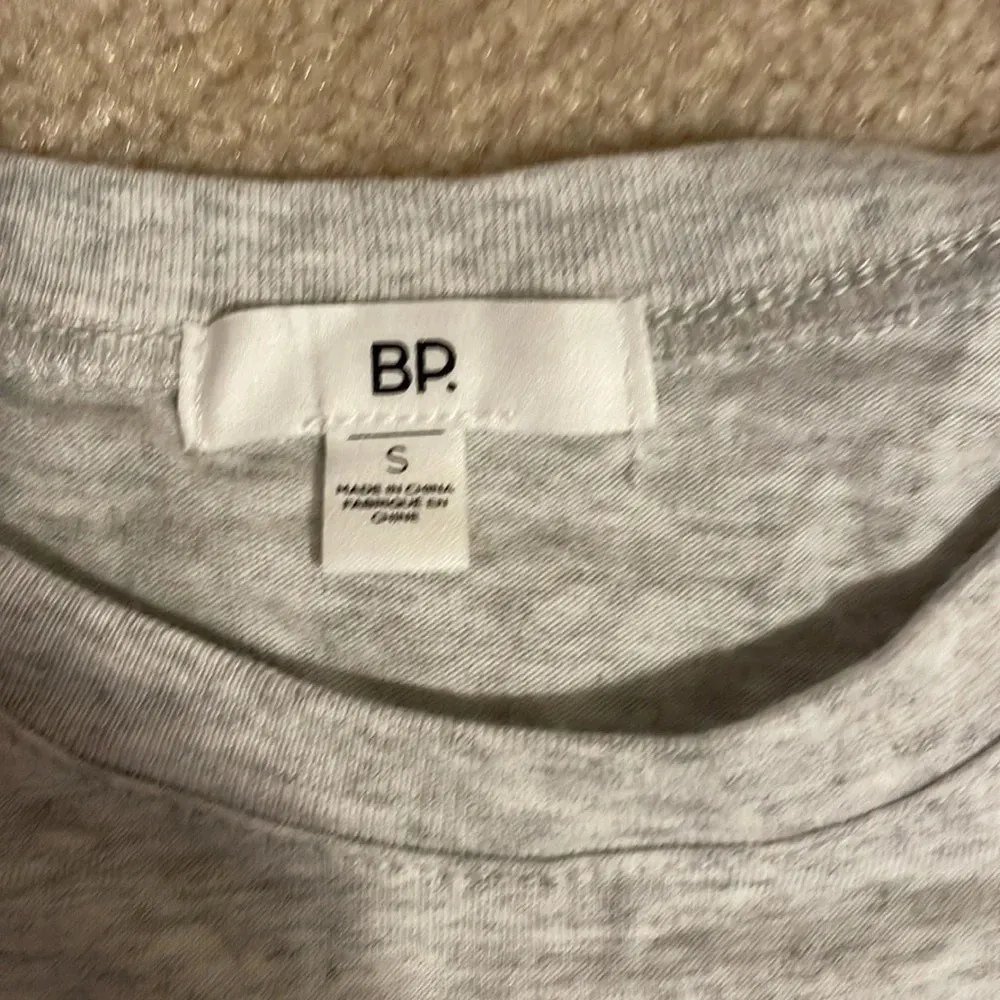 BP.
S
MADE IN CHINA
FABRIQUÉ EN
CHINE